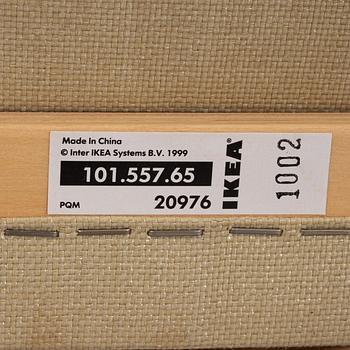 Made In China
© Inter IKEA Systems B.V. 1999
101.557.65
PQM 20976
IKEA
1002